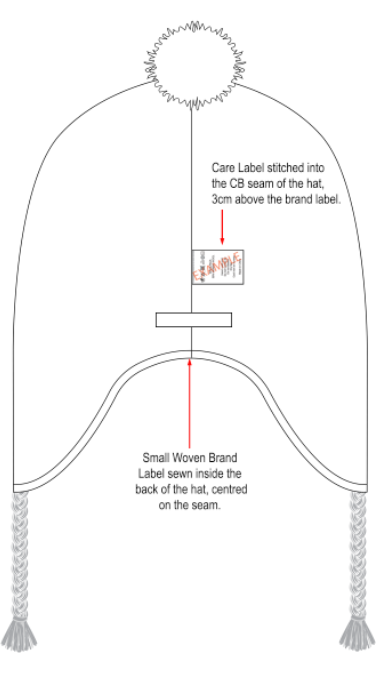 Care Label stitched into
the CB seam of the hat,
3cm above the brand label.
EXAMPLE
Small Woven Brand
Label sewn inside the
back of the hat, centred
on the seam.